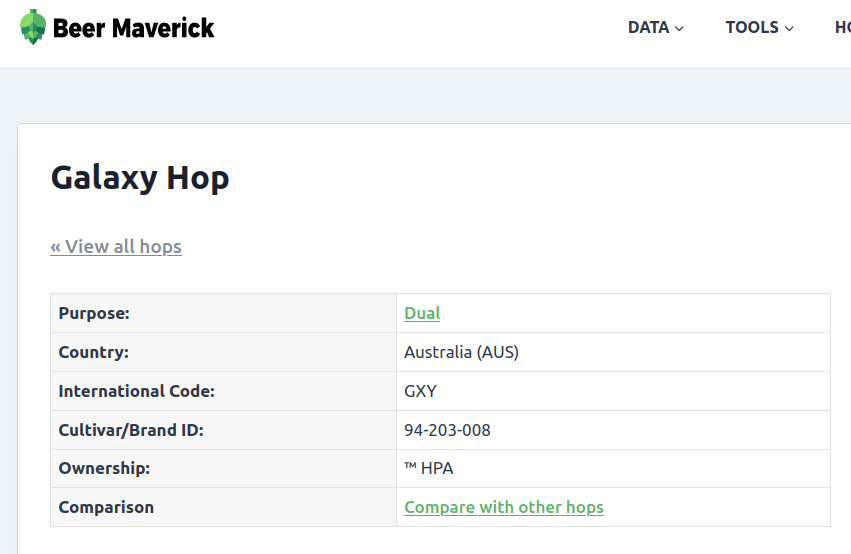 Beer Maverick DATA TOOLS
Galaxy Hop
« View all hops
Purpose: Dual
Country: Australia (AUS)
International Code: GXY
Cultivar/Brand ID: 94-203-008
Ownership: ™ HPA
Comparison Compare with other hops